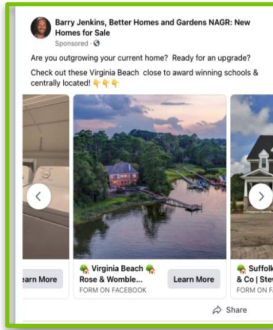 Barry Jenkins, Better Homes and Gardens NAGR: New
Homes for Sale
Sponsored ·
Are you outgrowing your current home? Ready for an upgrade?
Check out these Virginia Beach close to award winning schools &
centrally located! 👇👇👇
earn More
🌳 Virginia Beach 🌳
Rose & Womble...
FORM ON FACEBOOK
Learn More
🌳 Suffolk
& Co | Ste
FORM ON F
Share